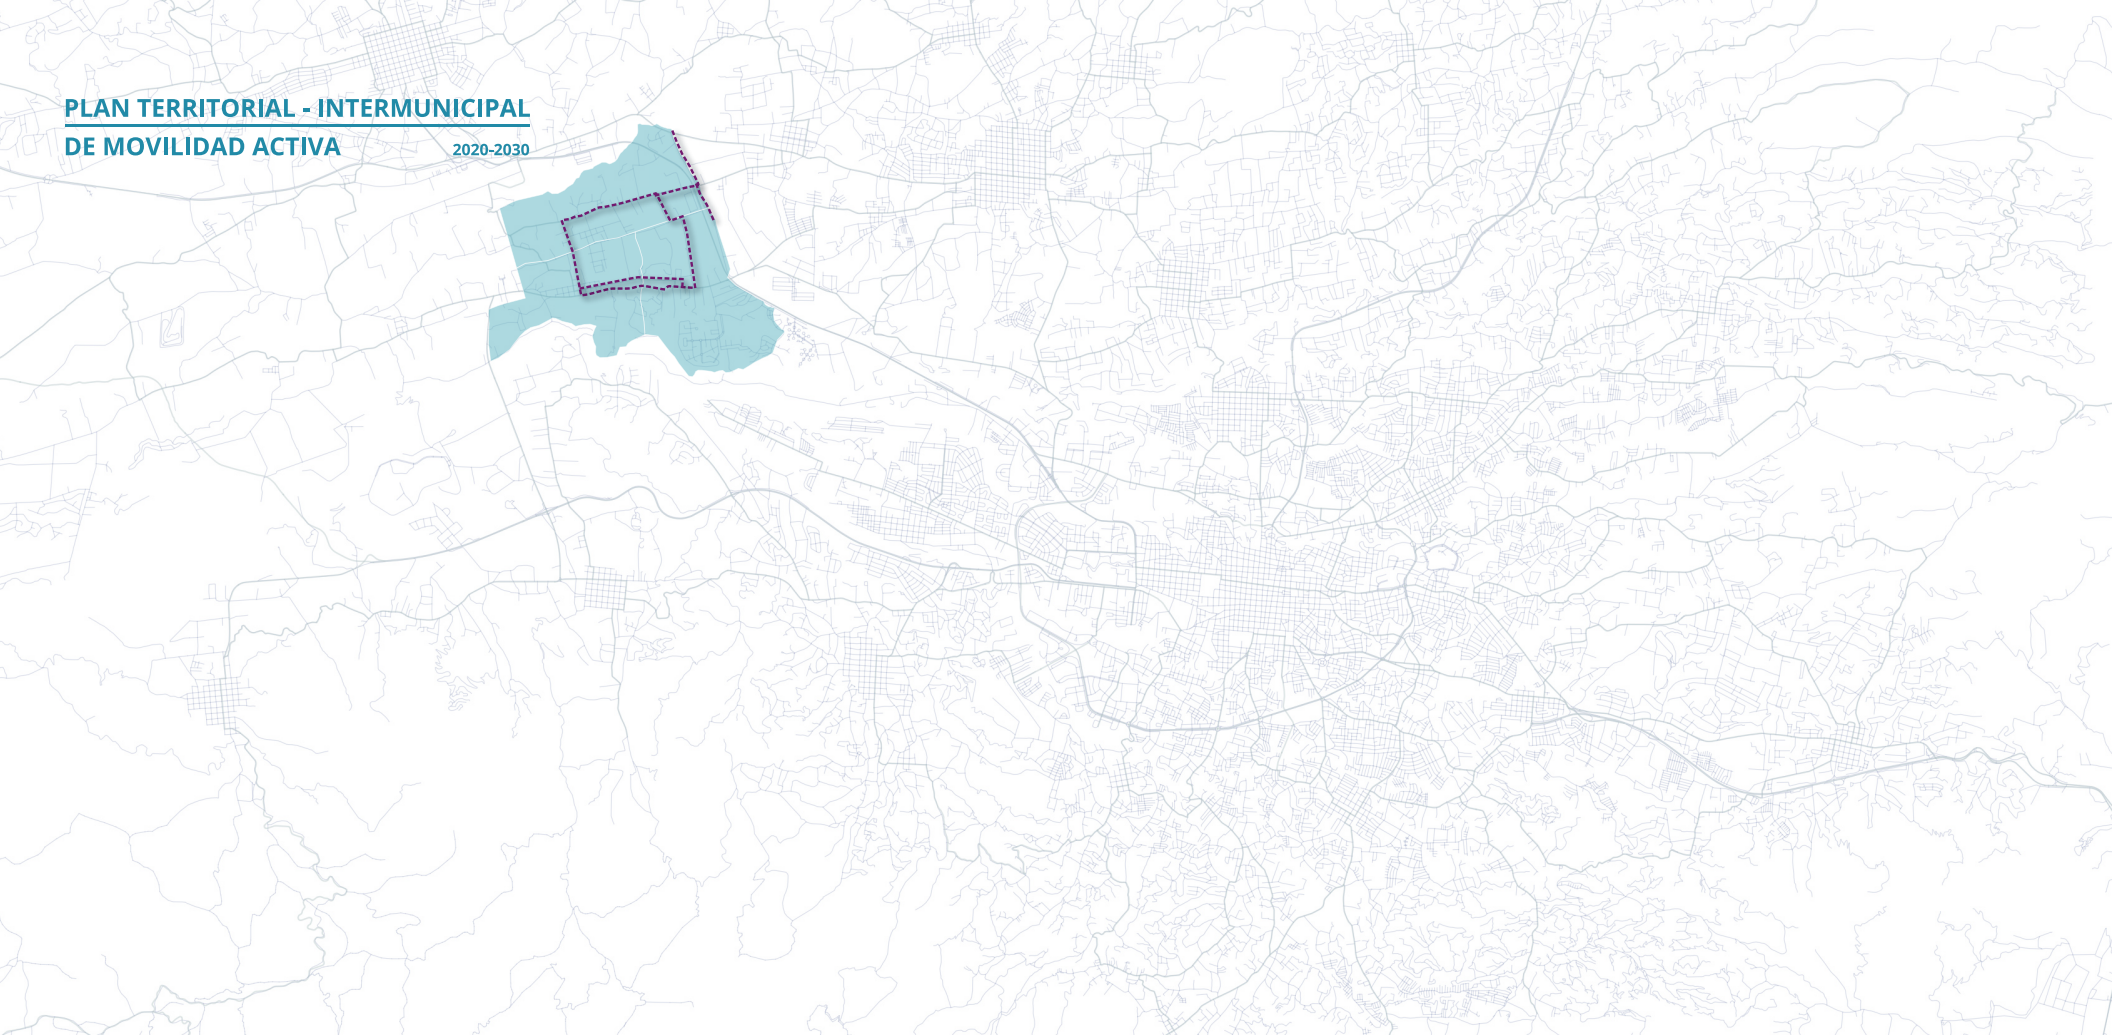 PLAN TERRITORIAL - INTERMUNICIPAL
DE MOVILIDAD ACTIVA 2020-2030